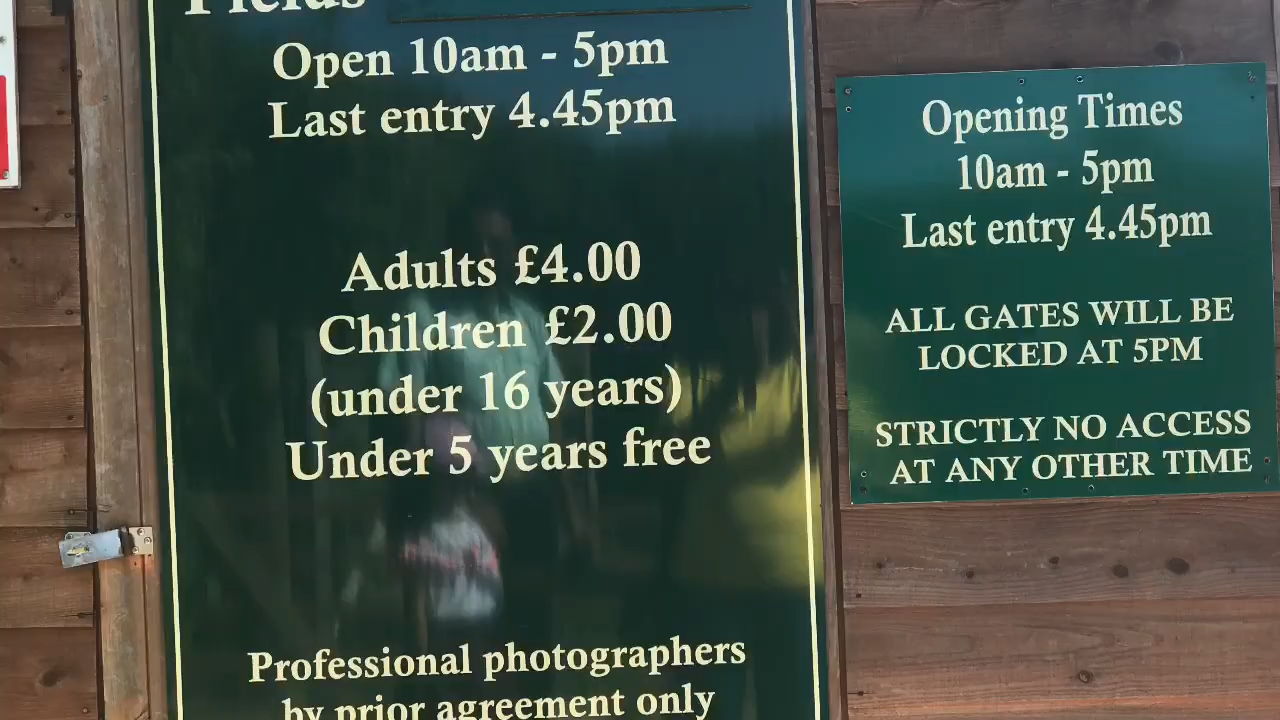 Fields
Open 10am - 5pm
Last entry 4.45pm
Adults £4.00
Children £2.00
(under 16 years)
Under 5 years free
Professional photographers
by prior agreement only
Opening Times
10am - 5pm
Last entry 4.45pm
ALL GATES WILL BE
LOCKED AT 5PM
STRICTLY NO ACCESS
AT ANY OTHER TIME